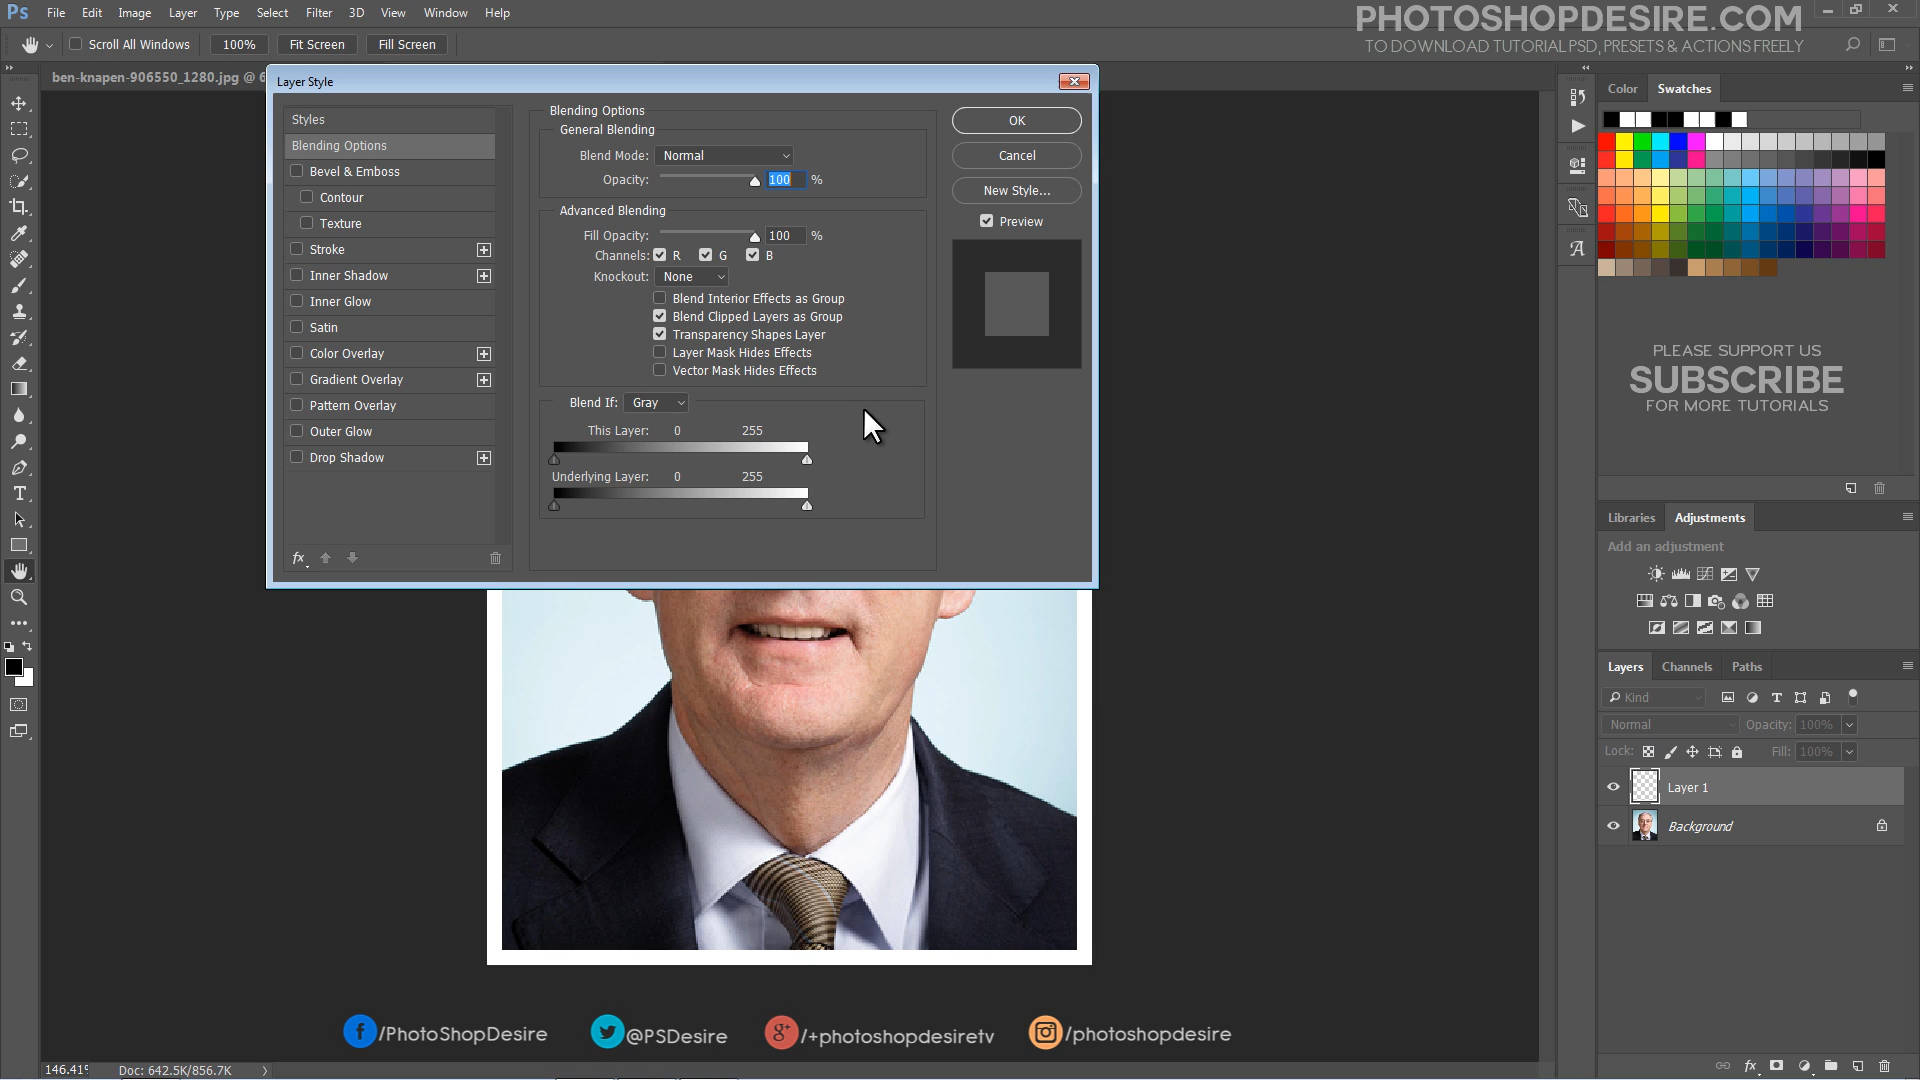 Ps File Edit Image Layer Type Select Filter 3D View Window Help
PHOTOSHOPDESIRE.COM
Scroll All Windows 100% Fit Screen Fill Screen
TO DOWNLOAD TUTORIAL PSD, PRESETS & ACTIONS FREELY
ben-knapen-906550_1280.jpg @ 6
Layer Style
Styles
Blending Options
Bevel & Emboss
Contour
Texture
Stroke
Inner Shadow
Inner Glow
Satin
Color Overlay
Gradient Overlay
Pattern Overlay
Outer Glow
Drop Shadow
fx
Blending Options
General Blending
Blend Mode: Normal
Opacity: 100 %
Advanced Blending
Fill Opacity: 100 %
Channels: R G B
Knockout: None
Blend Interior Effects as Group
Blend Clipped Layers as Group
Transparency Shapes Layer
Layer Mask Hides Effects
Vector Mask Hides Effects
Blend If: Gray
This Layer: 0 255
Underlying Layer: 0 255
OK
Cancel
New Style...
Preview
Color Swatches
PLEASE SUPPORT US
SUBSCRIBE
FOR MORE TUTORIALS
Libraries Adjustments
Add an adjustment
Layers Channels Paths
Kind
Normal Opacity: 100%
Lock: Fill: 100%
Layer 1
Background
fx
/PhotoShopDesire @PSDesire /+photoshopdesiretv /photoshopdesire
146.41% Doc: 642.5K/856.7K